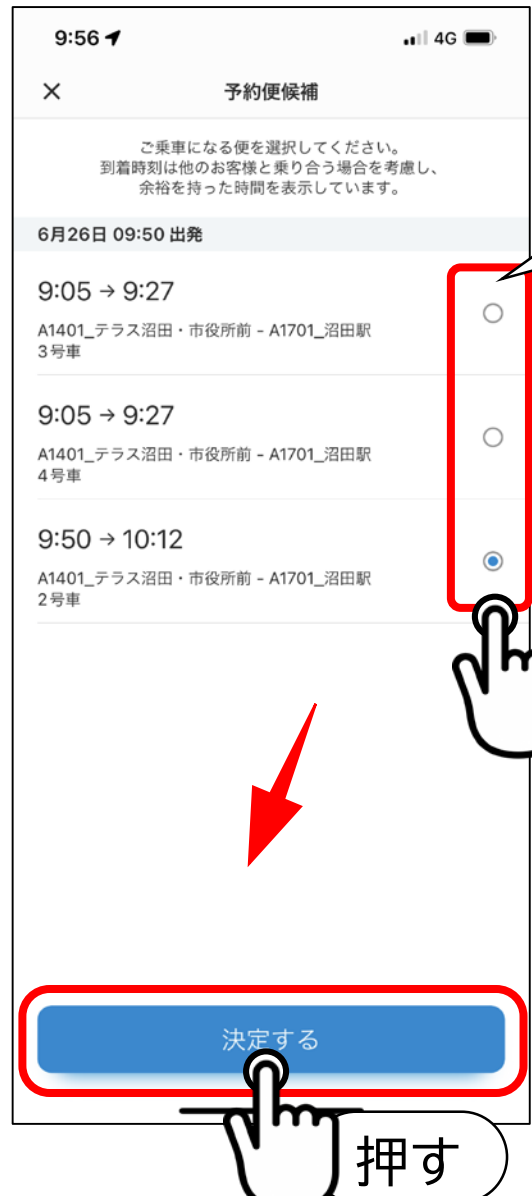 9:56
4G
予約便候補
ご乗車になる便を選択してください。
到着時刻は他のお客様と乗り合う場合を考慮し、
余裕を持った時間を表示しています。
6月26日 09:50 出発
9:05 → 9:27
A1401_テラス沼田・市役所前 - A1701_沼田駅
3号車
9:05 → 9:27
A1401_テラス沼田・市役所前 - A1701_沼田駅
4号車
9:50 → 10:12
A1401_テラス沼田・市役所前 - A1701_沼田駅
2号車
決定する
押す